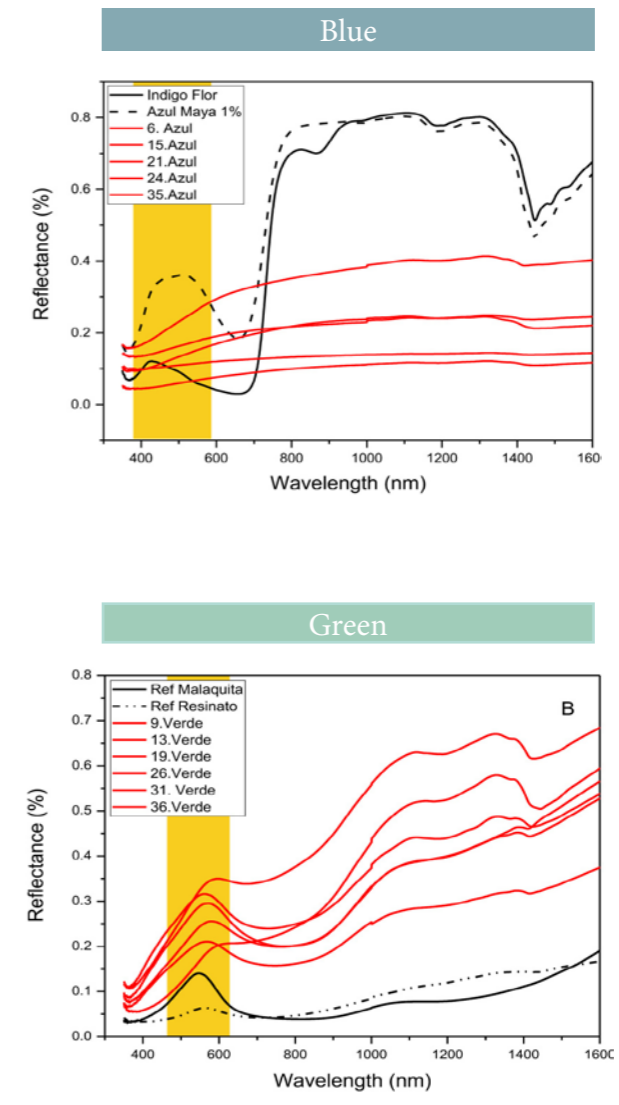 Blue
Indigo Flor
Azul Maya 1%
6. Azul
15.Azul
21.Azul
24.Azul
35.Azul
0.8
0.6
0.4
0.2
0.0
Reflectance (%)
400 600 800 1000 1200 1400 160
Wavelength (nm)
Green
Ref Malaquita
Ref Resinato
9.Verde
13.Verde
19.Verde
26.Verde
31. Verde
36.Verde
B
0.8
0.7
0.6
0.5
0.4
0.3
0.2
0.1
0.0
Reflectance (%)
400 600 800 1000 1200 1400 1600
Wavelength (nm)